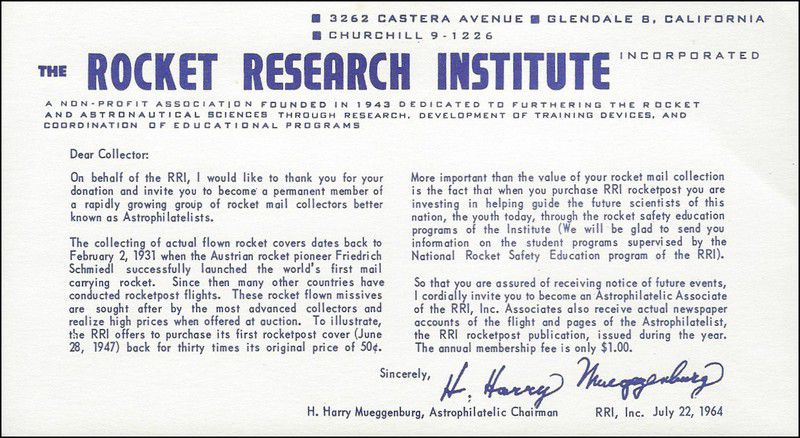 3262 CASTERA AVENUE GLENDALE 8, CALIFORNIA
CHURCHILL 9-1226
THE ROCKET RESEARCH INSTITUTE INCORPORATED
A NON-PROFIT ASSOCIATION FOUNDED IN 1943 DEDICATED TO FURTHERING THE ROCKET
AND ASTRONAUTICAL SCIENCES THROUGH RESEARCH, DEVELOPMENT OF TRAINING DEVICES, AND
COORDINATION OF EDUCATIONAL PROGRAMS
Dear Collector:
On behalf of the RRI, I would like to thank you for your
donation and invite you to become a permanent member of
a rapidly growing group of rocket mail collectors better
known as Astrophilatelists.
The collecting of actual flown rocket covers dates back to
February 2, 1931 when the Austrian rocket pioneer Friedrich
Schmiedl successfully launched the world's first mail
carrying rocket. Since then many other countries have
conducted rocketpost flights. These rocket flown missives
are sought after by the most advanced collectors and
realize high prices when offered at auction. To illustrate,
the RRI offers to purchase its first rocketpost cover (June
28, 1947) back for thirty times its original price of 50¢.
More important than the value of your rocket mail collection
is the fact that when you purchase RRI rocketpost you are
investing in helping guide the future scientists of this
nation, the youth today, through the rocket safety education
programs of the Institute (We will be glad to send you
information on the student programs supervised by the
National Rocket Safety Education program of the RRI).
So that you are assured of receiving notice of future events,
I cordially invite you to become an Astrophilatelic Associate
of the RRI, Inc. Associates also receive actual newspaper
accounts of the flight and pages of the Astrophilatelist,
the RRI rocketpost publication, issued during the year.
The annual membership fee is only $1.00.
Sincerely, H. Harry Mueggenburg
H. Harry Mueggenburg, Astrophilatelic Chairman RRI, Inc. July 22, 1964